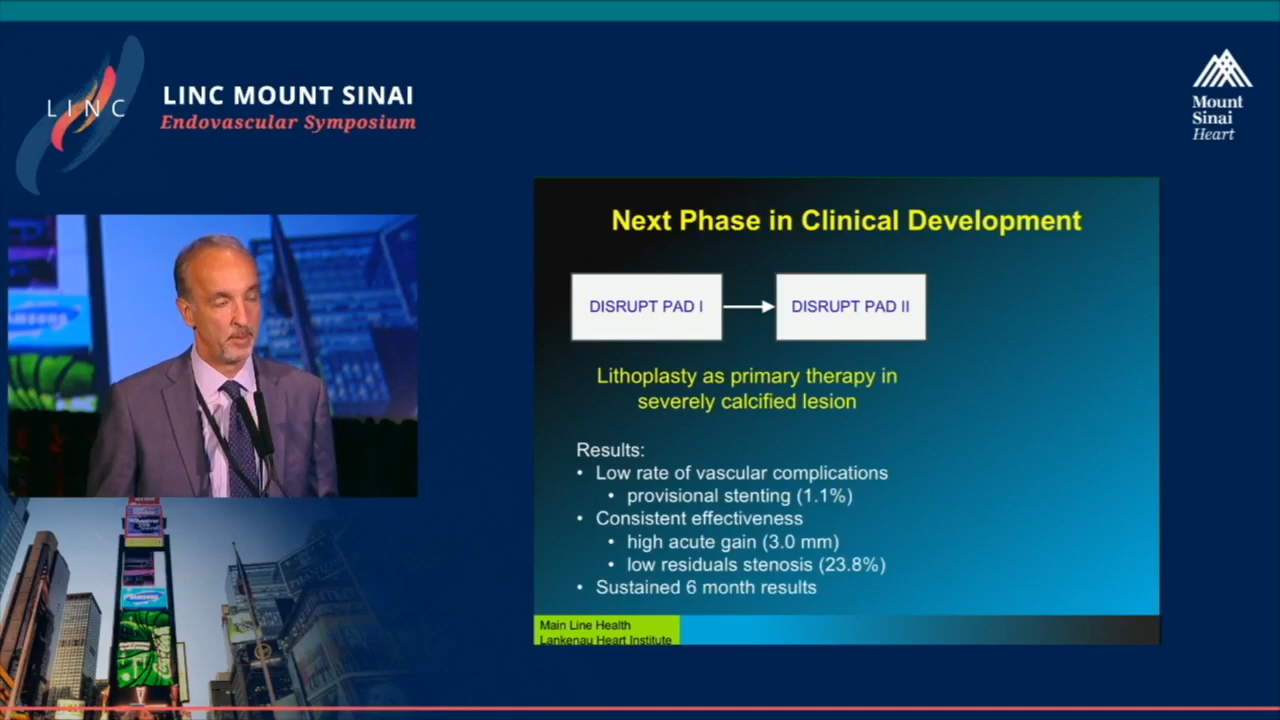 LINC
LINC MOUNT SINAI
Endovascular Symposium
Mount
Sinai
Heart
Next Phase in Clinical Development
DISRUPT PAD I
DISRUPT PAD II
Lithoplasty as primary therapy in
severely calcified lesion
Results:
• Low rate of vascular complications
• provisional stenting (1.1%)
• Consistent effectiveness
• high acute gain (3.0 mm)
• low residuals stenosis (23.8%)
• Sustained 6 month results
Main Line Health
Lankenau Heart Institute